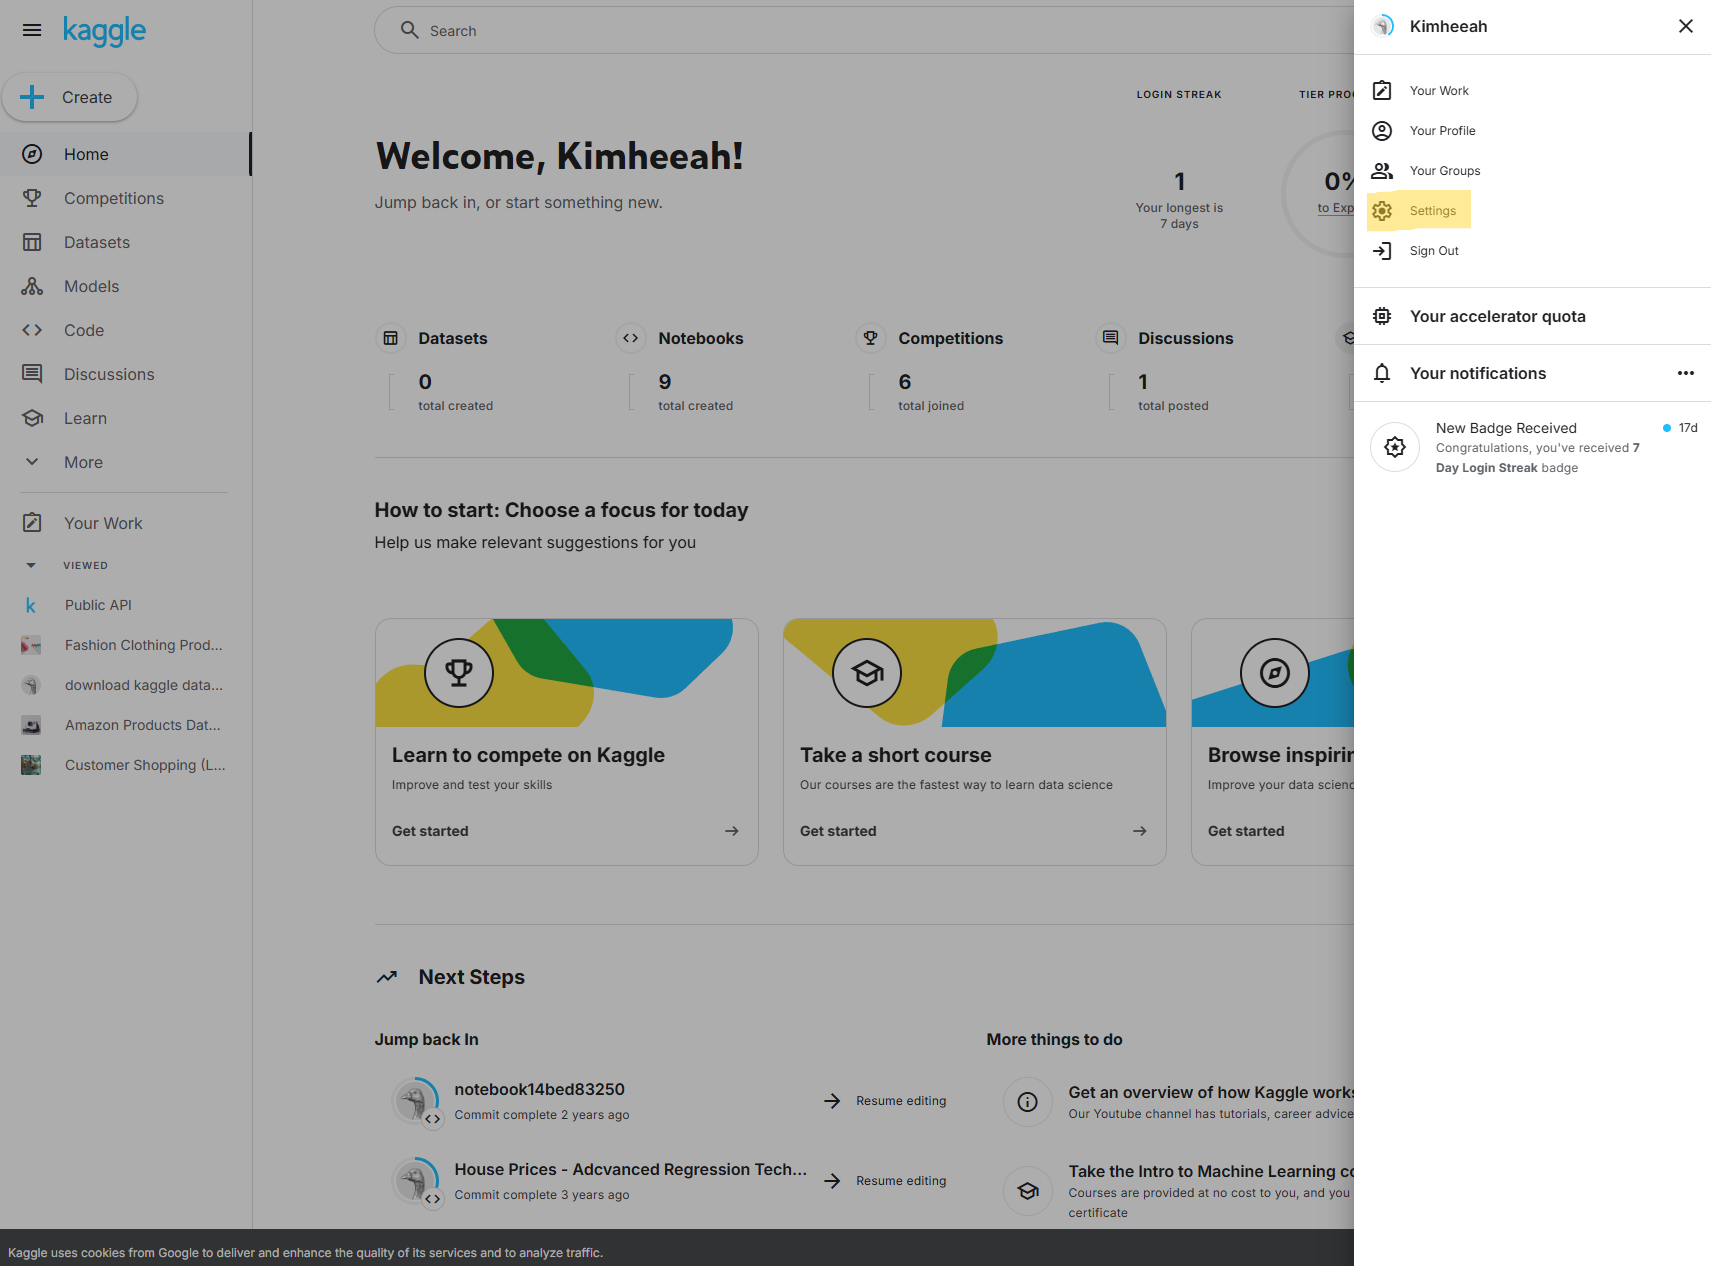 kaggle
Create
Home
Competitions
Datasets
Models
Code
Discussions
Learn
More
Your Work
VIEWED
k Public API
Fashion Clothing Prod...
download kaggle data...
Amazon Products Dat...
Customer Shopping (L...
Search
LOGIN STREAK
TIER PROG
Welcome, Kimheeah!
Jump back in, or start something new.
1
Your longest is
7 days
0%
to Exp
Datasets
0
total created
Notebooks
9
total created
Competitions
6
total joined
Discussions
1
total posted
How to start: Choose a focus for today
Help us make relevant suggestions for you
Learn to compete on Kaggle
Improve and test your skills
Get started
Take a short course
Our courses are the fastest way to learn data science
Get started
Browse inspirin
Improve your data scienc
Get started
Next Steps
Jump back In
notebook14bed83250
Commit complete 2 years ago
Resume editing
House Prices - Adcvanced Regression Tech...
Commit complete 3 years ago
Resume editing
More things to do
Get an overview of how Kaggle works
Our Youtube channel has tutorials, career advice
Take the Intro to Machine Learning co
Courses are provided at no cost to you, and you
certificate
Kaggle uses cookies from Google to deliver and enhance the quality of its services and to analyze traffic.
Kimheeah
Your Work
Your Profile
Your Groups
Settings
Sign Out
Your accelerator quota
Your notifications
New Badge Received
17d
Congratulations, you've received 7
Day Login Streak badge